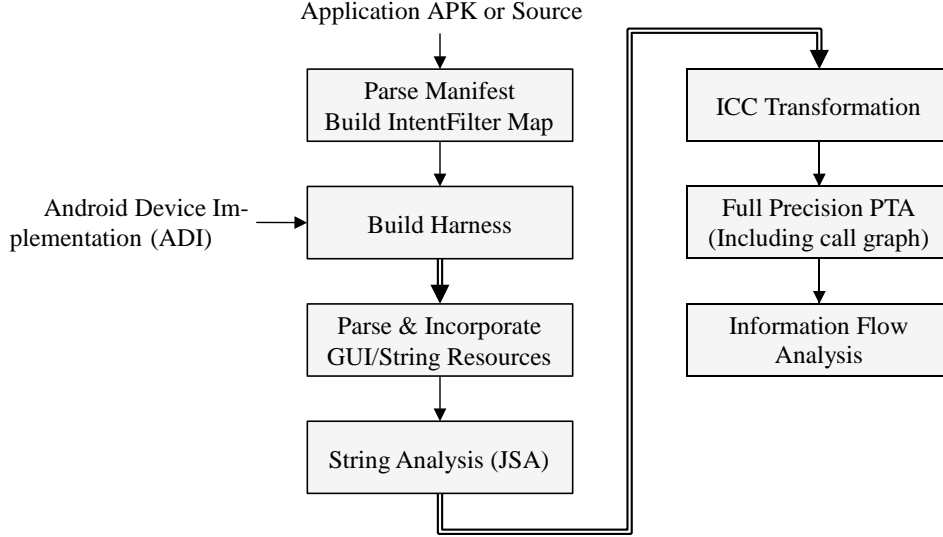 Application APK or Source
Parse Manifest
Build IntentFilter Map
Android Device Im-
plementation (ADI)
Build Harness
Parse & Incorporate
GUI/String Resources
String Analysis (JSA)
ICC Transformation
Full Precision PTA
(Including call graph)
Information Flow
Analysis